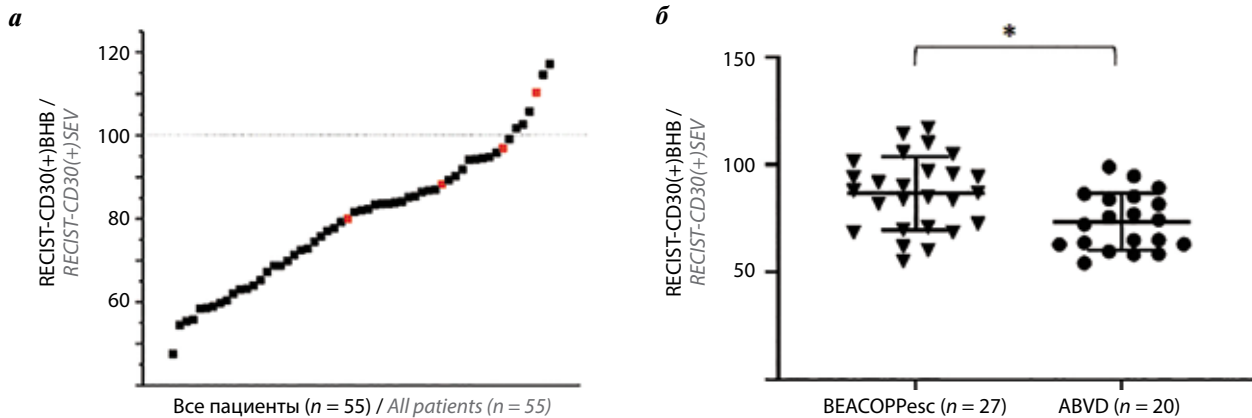 а
RECIST-CD30(+)ВНВ /
RECIST-CD30(+)SEV
120
100
80
60
Все пациенты (n = 55) / All patients (n = 55)
б
*
RECIST-CD30(+)ВНВ /
RECIST-CD30(+)SEV
150
100
50
BEACOPPesc (n = 27)
ABVD (n = 20)